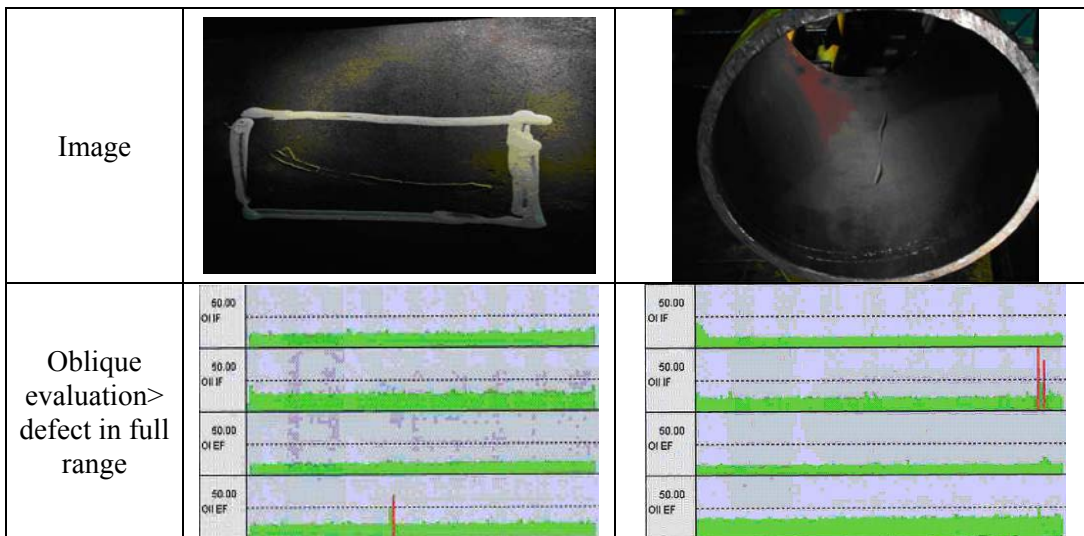 Image
Oblique
evaluation>
defect in full
range
50.00
OI IF
50.00
OII IF
50.00
OI EF
50.00
OII EF
50.00
OI IF
50.00
OII IF
50.00
OI EF
50.00
OII EF